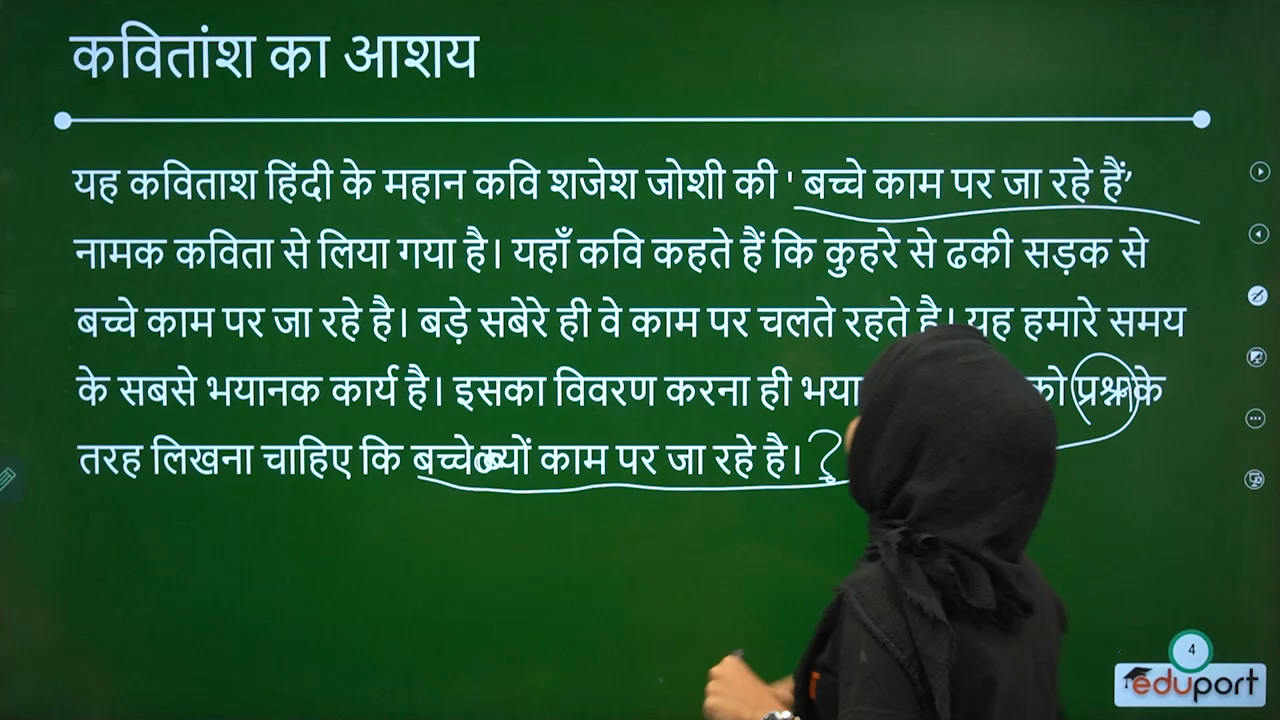 कवितांश का आशय
यह कविताश हिंदी के महान कवि शजेश जोशी की ' बच्चे काम पर जा रहे हैं’
नामक कविता से लिया गया है। यहाँ कवि कहते हैं कि कुहरे से ढकी सड़क से
बच्चे काम पर जा रहे है। बड़े सबेरे ही वे काम पर चलते रहते है। यह हमारे समय
के सबसे भयानक कार्य है। इसका विवरण करना ही को प्रश्न के
तरह लिखना चाहिए कि बच्चे क्यों काम पर जा रहे है। ?
4
eduport